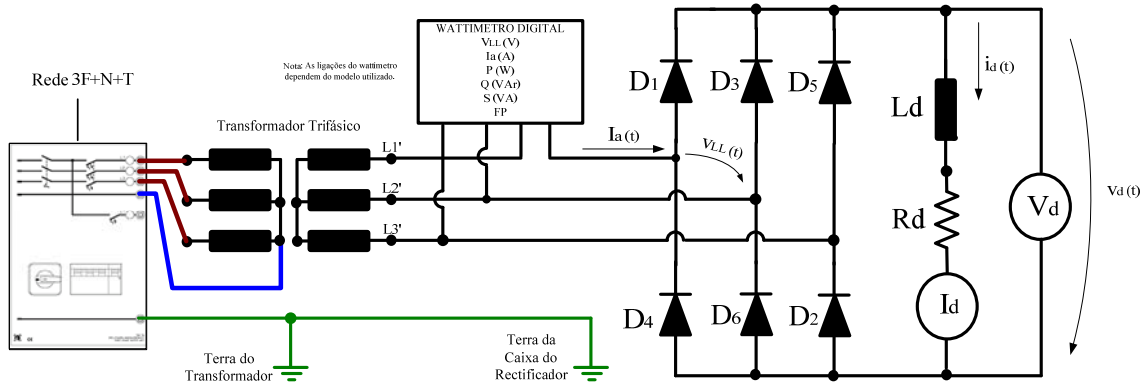 WATTIMETRO DIGITAL
VLL (V)
Ia (A)
P (W)
Q (VAr)
S (VA)
FP
Nota: As ligações do wattímetro
dependem do modelo utilizado.
Rede 3F+N+T
Transformador Trifásico
L1'
L2'
L3'
Ia (t)
VLL (t)
D1
D3
D5
D4
D6
D2
id (t)
Ld
Rd
Id
Vd
vd (t)
Terra do
Transformador
Terra da
Caixa do
Rectificador